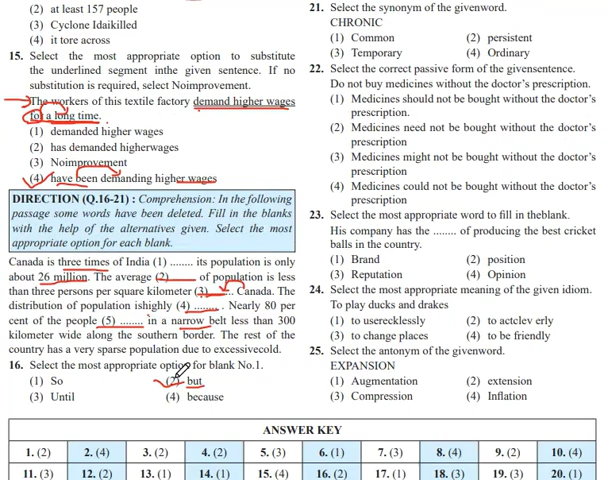 (2) at least 157 people
(3) Cyclone Idaikilled
(4) it tore across
15. Select the most appropriate option to substitute
the underlined segment inthe given sentence. If no
substitution is required, select Noimprovement.
The workers of this textile factory demand higher wages
for a long time.
(1) demanded higher wages
(2) has demanded higherwages
(3) Noimprovement
(4) have been demanding higher wages
DIRECTION (Q.16-21) : Comprehension: In the following
passage some words have been deleted. Fill in the blanks
with the help of the alternatives given. Select the most
appropriate option for each blank.
Canada is three times of India (1) ........ its population is only
about 26 million. The average (2) ........ of population is less
than three persons per square kilometer (3) ........ Canada. The
distribution of population ishighly (4) ........ . Nearly 80 per
cent of the people (5) ........ in a narrow belt less than 300
kilometer wide along the southern border. The rest of the
country has a very sparse population due to excessivecold.
16. Select the most appropriate option for blank No.1.
(1) So (2) but
(3) Until (4) because
21. Select the synonym of the givenword.
CHRONIC
(1) Common (2) persistent
(3) Temporary (4) Ordinary
22. Select the correct passive form of the givensentence.
Do not buy medicines without the doctor's prescription.
(1) Medicines should not be bought without the doctor's
prescription.
(2) Medicines need not be bought without the doctor's
prescription
(3) Medicines might not be bought without the doctor's
prescription
(4) Medicines could not be bought without the doctor's
prescription
23. Select the most appropriate word to fill in theblank.
His company has the ........ of producing the best cricket
balls in the country.
(1) Brand (2) position
(3) Reputation (4) Opinion
24. Select the most appropriate meaning of the given idiom.
To play ducks and drakes
(1) to userecklessly (2) to actclev erly
(3) to change places (4) to be friendly
25. Select the antonym of the givenword.
EXPANSION
(1) Augmentation (2) extension
(3) Compression (4) Inflation
ANSWER KEY
1. (2) 2. (4) 3. (2) 4. (2) 5. (3) 6. (1) 7. (3) 8. (4) 9. (2) 10. (4)
11. (3) 12. (2) 13. (1) 14. (1) 15. (4) 16. (2) 17. (1) 18. (3) 19. (3) 20. (1)